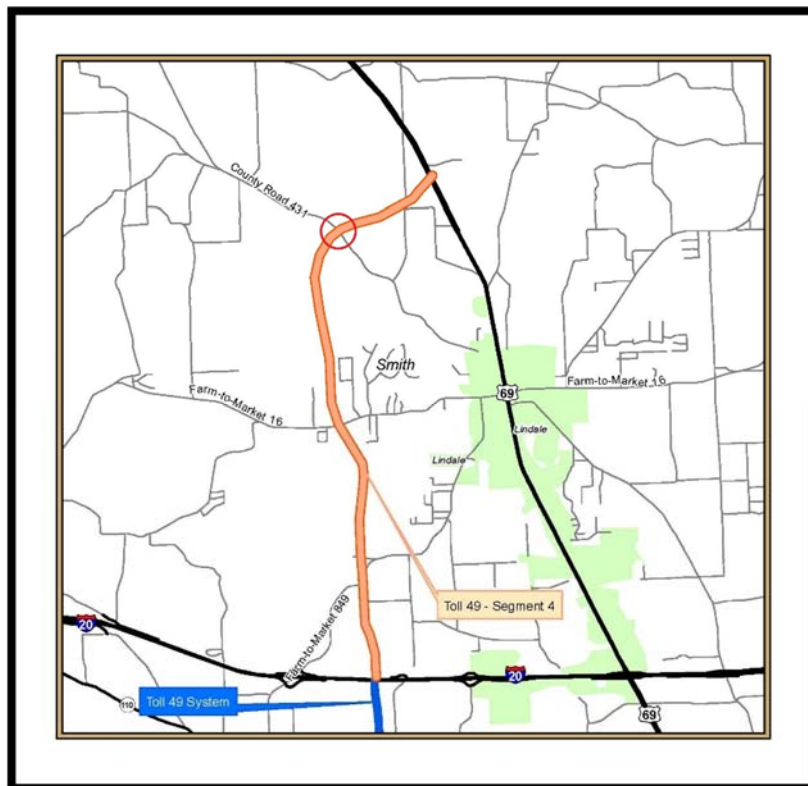 County Road 431
Smith
Farm-to-Market 16
69
Farm-to-Market 16
Lindale
Lindale
Toll 49 - Segment 4
Farm-to-Market 849
20
20
110
Toll 49 System
69